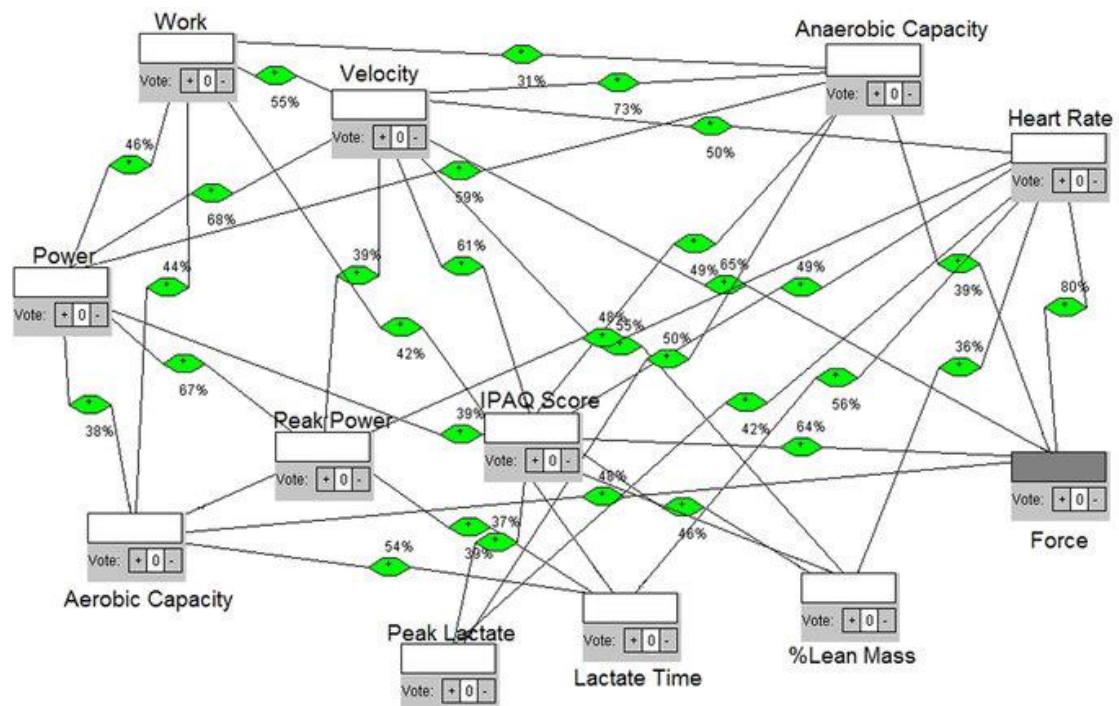 Work
Anaerobic Capacity
Vote: + 0 -
Velocity
Vote: + 0 -
31%
Vote: + 0 -
55%
73%
Heart Rate
Vote: + 0 -
46%
50%
59%
68%
Power
Vote: + 0 -
44%
39%
61%
49%
65%
49%
39%
80%
48%
55%
50%
42%
67%
36%
38%
39%
IPAQ Score
Vote: + 0 -
Peak Power
Vote: + 0 -
42%
56%
64%
48%
Force
Vote: + 0 -
Aerobic Capacity
Vote: + 0 -
54%
37%
39%
46%
Peak Lactate
Vote: + 0 -
Lactate Time
Vote: + 0 -
%Lean Mass
Vote: + 0 -